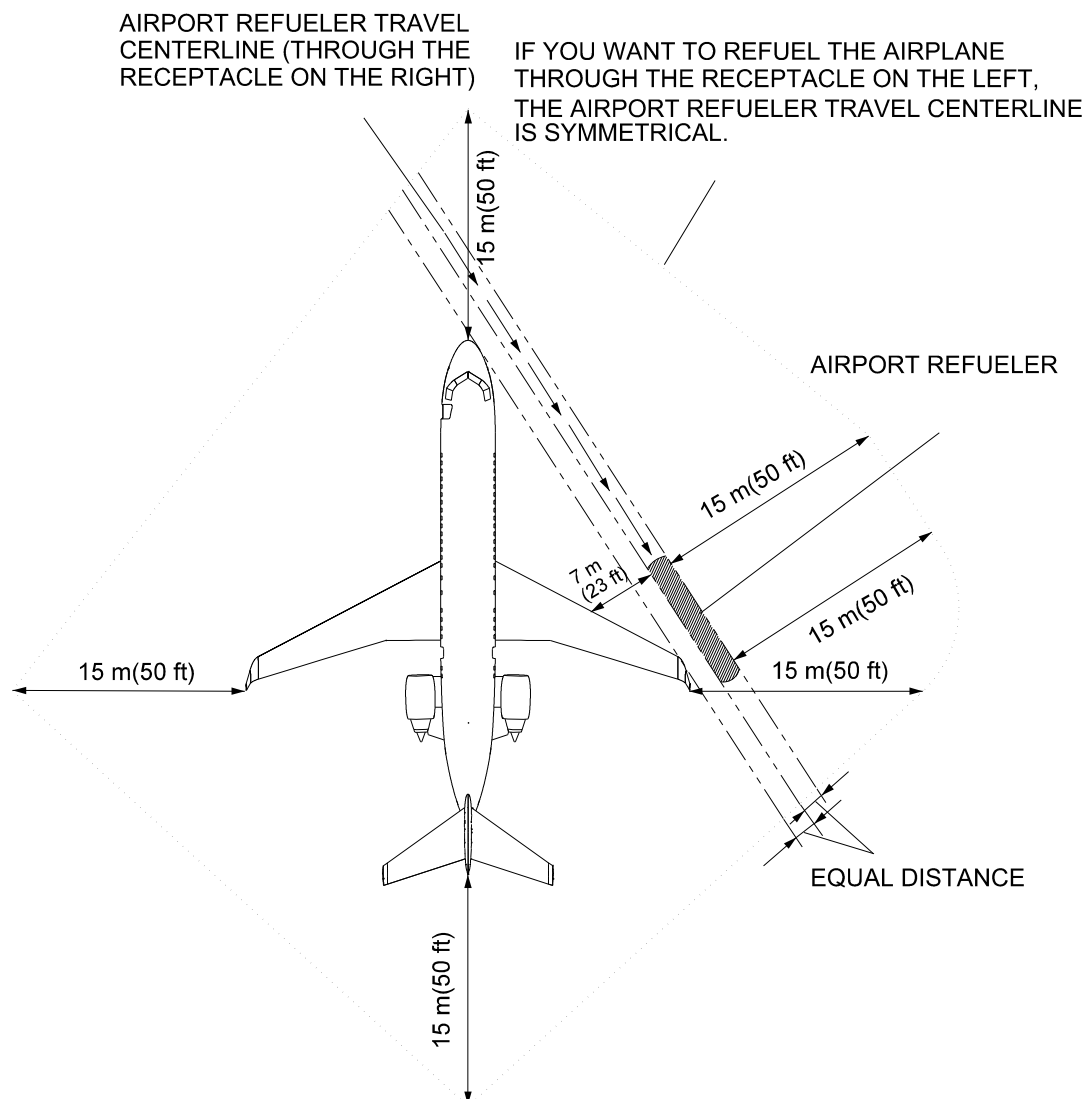 AIRPORT REFUELER TRAVEL
CENTERLINE (THROUGH THE
RECEPTACLE ON THE RIGHT)
IF YOU WANT TO REFUEL THE AIRPLANE
THROUGH THE RECEPTACLE ON THE LEFT,
THE AIRPORT REFUELER TRAVEL CENTERLINE
IS SYMMETRICAL.
15 m(50 ft)
AIRPORT REFUELER
15 m(50 ft)
7 m
(23 ft)
15 m(50 ft)
15 m(50 ft)
15 m(50 ft)
EQUAL DISTANCE
15 m(50 ft)